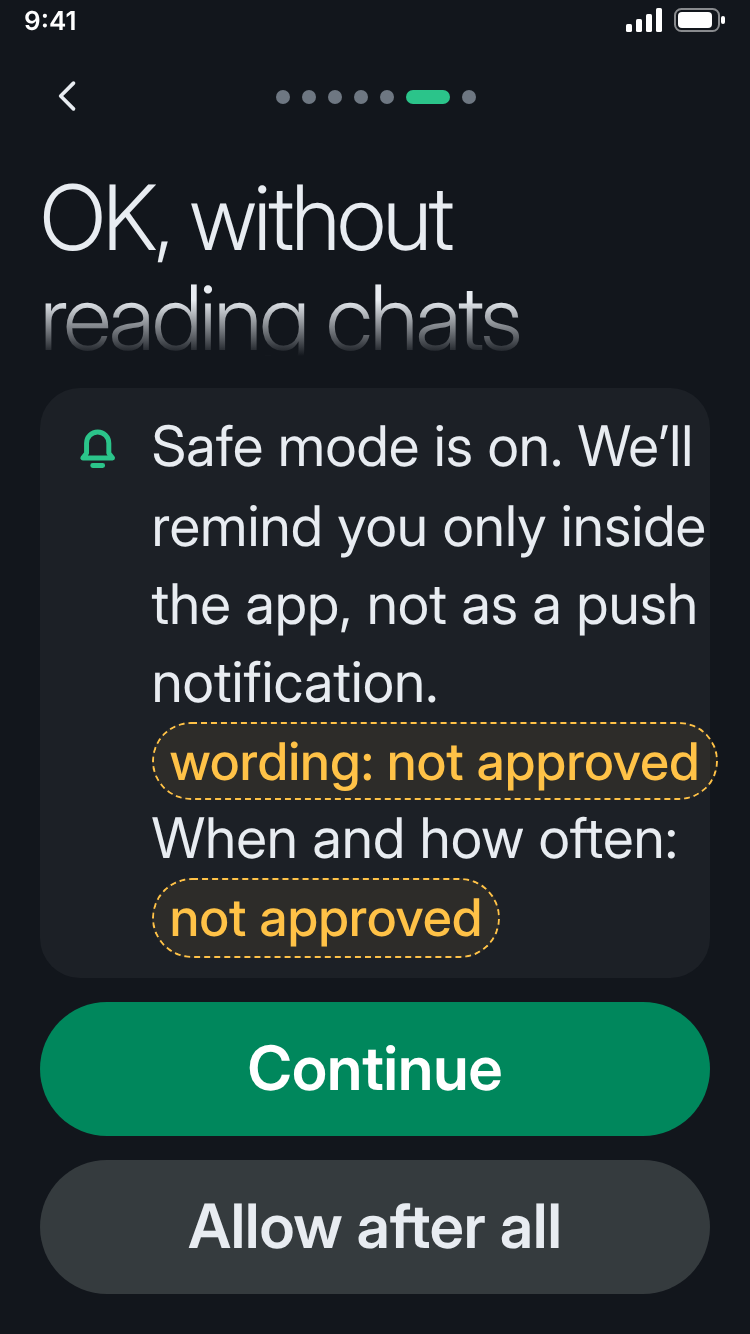 9:41
OK, without
reading chats
Safe mode is on. We’ll
remind you only inside
the app, not as a push
notification.
wording: not approved
When and how often:
not approved
Continue
Allow after all